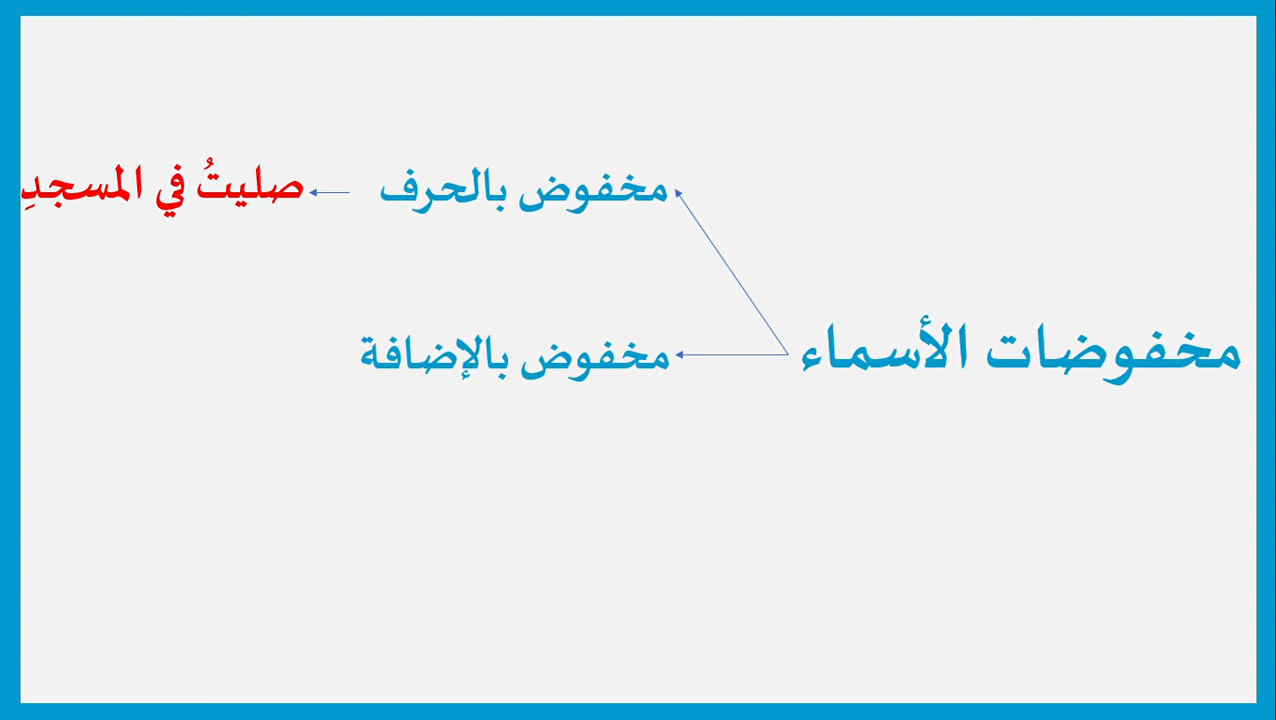 مخفوض بالحرف
صليتُ في المسجدِ
مخفوضات الأسماء
مخفوض بالإضافة